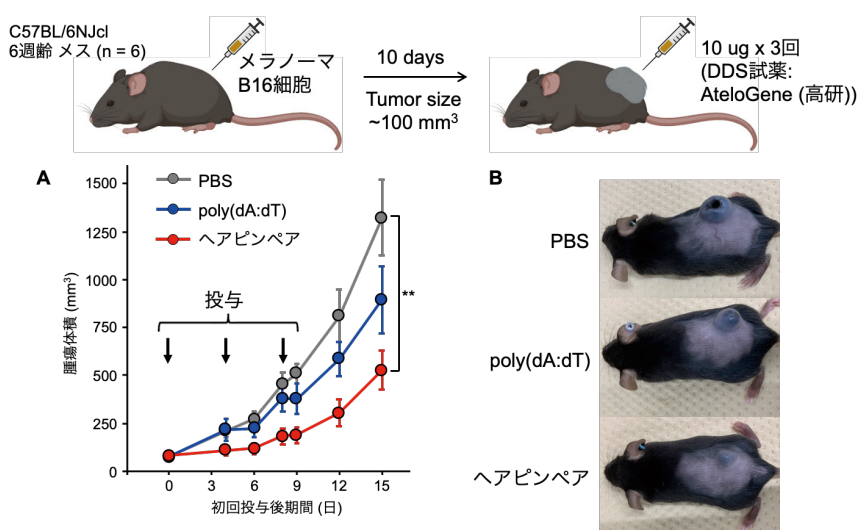 C57BL/6NJcl
6週齢 メス (n = 6)
メラノーマ
B16細胞
10 days
Tumor size
~100 mm³
10 ug x 3回
(DDS試薬:
AteloGene (高研))
A
PBS
poly(dA:dT)
ヘアピンペア
投与
**
腫瘍体積 (mm³)
1500
1250
1000
750
500
250
0
0 3 6 9 12 15
初回投与後期間 (日)
B
PBS
poly(dA:dT)
ヘアピンペア